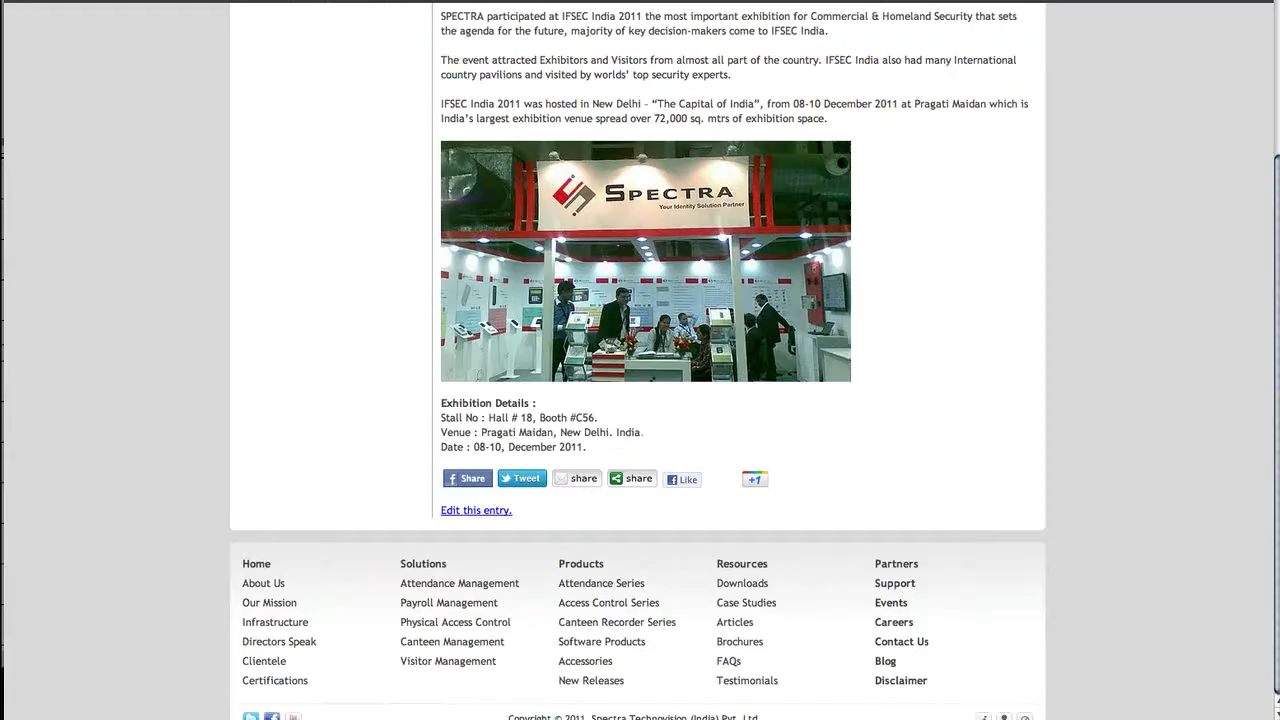 SPECTRA participated at IFSEC India 2011 the most important exhibition for Commercial & Homeland Security that sets
the agenda for the future, majority of key decision-makers come to IFSEC India.
The event attracted Exhibitors and Visitors from almost all part of the country. IFSEC India also had many International
country pavilions and visited by worlds’ top security experts.
IFSEC India 2011 was hosted in New Delhi – “The Capital of India”, from 08-10 December 2011 at Pragati Maidan which is
India’s largest exhibition venue spread over 72,000 sq. mtrs of exhibition space.
SPECTRA
Your Identity Solution Partner
Exhibition Details :
Stall No : Hall # 18, Booth #C56.
Venue : Pragati Maidan, New Delhi. India.
Date : 08-10, December 2011.
Share Tweet share share Like +1
Edit this entry.
Home Solutions Products Resources Partners
About Us Attendance Management Attendance Series Downloads Support
Our Mission Payroll Management Access Control Series Case Studies Events
Infrastructure Physical Access Control Canteen Recorder Series Articles Careers
Directors Speak Canteen Management Software Products Brochures Contact Us
Clientele Visitor Management Accessories FAQs Blog
Certifications New Releases Testimonials Disclaimer
Copyright © 2011, Spectra Technovision (India) Pvt. Ltd.